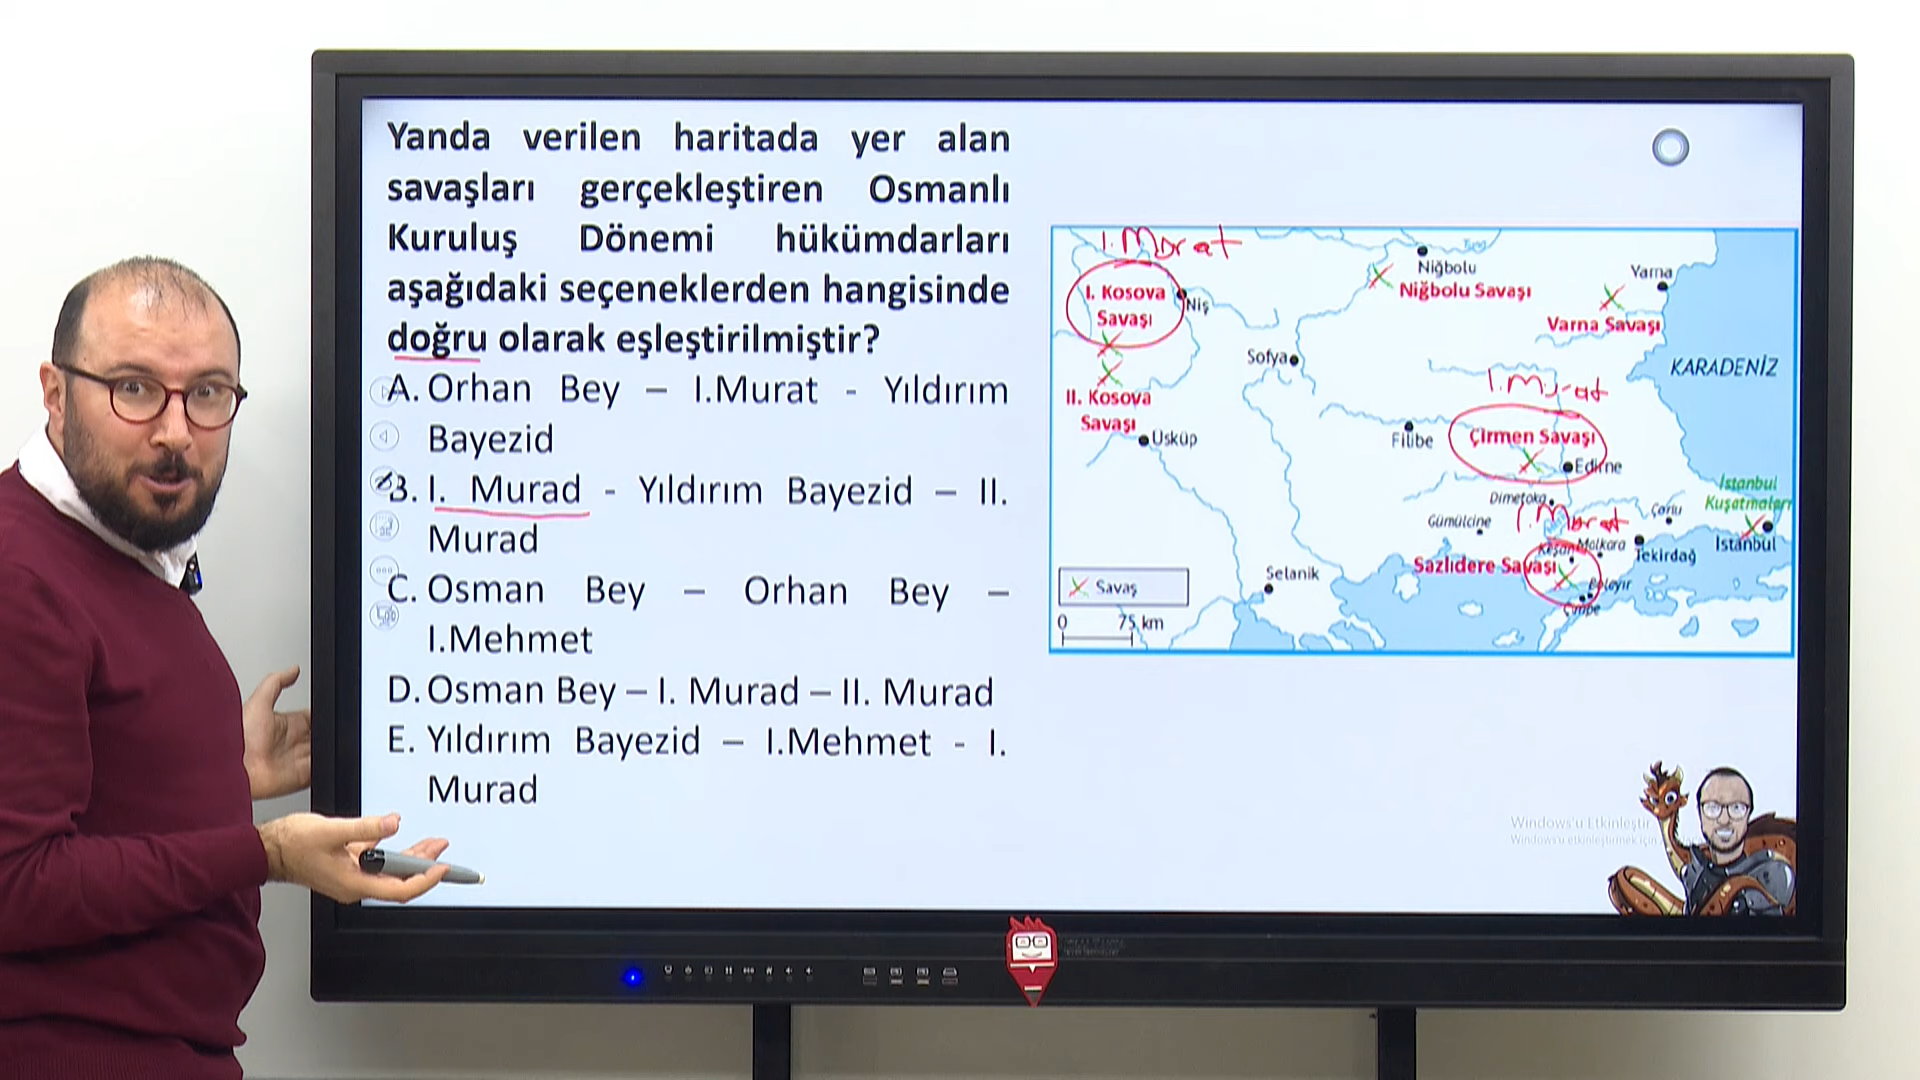 Yanda verilen haritada yer alan
savaşları gerçekleştiren Osmanlı
Kuruluş Dönemi hükümdarları
aşağıdaki seçeneklerden hangisinde
doğru olarak eşleştirilmiştir?
A. Orhan Bey – I.Murat - Yıldırım
Bayezid
B. I. Murad - Yıldırım Bayezid – II.
Murad
C. Osman Bey – Orhan Bey –
I.Mehmet
D. Osman Bey – I. Murad – II. Murad
E. Yıldırım Bayezid – I.Mehmet - I.
Murad
I. Murat
I. Kosova
Savaşı
Niş
Niğbolu
Niğbolu Savaşı
Varna
Varna Savaşı
Sofya
KARADENİZ
II. Kosova
Savaşı
Üsküp
I. Murat
Filibe
Çirmen Savaşı
Edirne
Dimetoka
Gümülcine
I. Murat
Çorlu
İstanbul
Kuşatmaları
İstanbul
Keşan
Malkara
Tekirdağ
Sazlıdere Savaşı
Bolayır
Çimpe
Selanik
Savaş
0 75 km
Windows'u Etkinleştir
Windows'u etkinleştirmek için